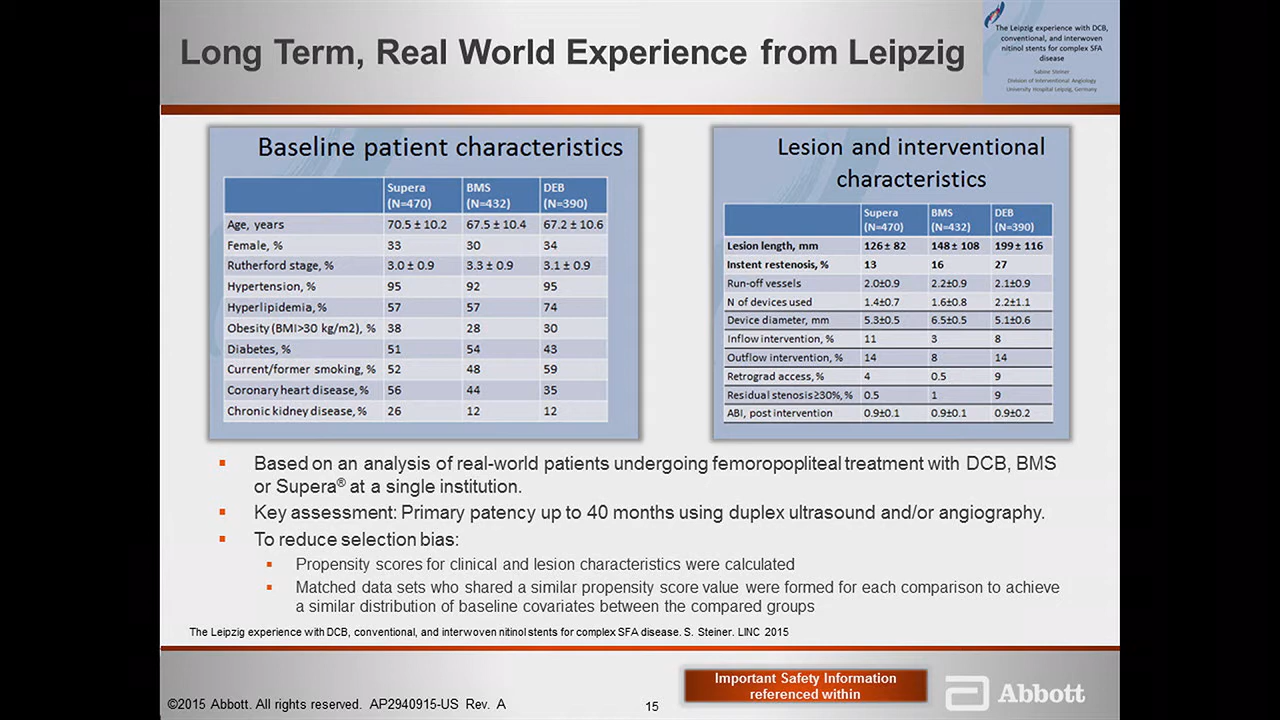 Long Term, Real World Experience from Leipzig
The Leipzig experience with DCB,
conventional, and interwoven
nitinol stents for complex SFA
disease
Sabine Steiner
Division of Interventional Angiology
University Hospital Leipzig, Germany
Baseline patient characteristics
Supera (N=470) BMS (N=432) DEB (N=390)
Age, years 70.5 ± 10.2 67.5 ± 10.4 67.2 ± 10.6
Female, % 33 30 34
Rutherford stage, % 3.0 ± 0.9 3.3 ± 0.9 3.1 ± 0.9
Hypertension, % 95 92 95
Hyperlipidemia, % 57 57 74
Obesity (BMI>30 kg/m2), % 38 28 30
Diabetes, % 51 54 43
Current/former smoking, % 52 48 59
Coronary heart disease, % 56 44 35
Chronic kidney disease, % 26 12 12
Lesion and interventional
characteristics
Supera (N=470) BMS (N=432) DEB (N=390)
Lesion length, mm 126 ± 82 148 ± 108 199 ± 116
Instent restenosis, % 13 16 27
Run-off vessels 2.0±0.9 2.2±0.9 2.1±0.9
N of devices used 1.4±0.7 1.6±0.8 2.2±1.1
Device diameter, mm 5.3±0.5 6.5±0.5 5.1±0.6
Inflow intervention, % 11 3 8
Outflow intervention, % 14 8 14
Retrograd access, % 4 0.5 9
Residual stenosis≥30%, % 0.5 1 9
ABI, post intervention 0.9±0.1 0.9±0.1 0.9±0.2
Based on an analysis of real-world patients undergoing femoropopliteal treatment with DCB, BMS
or Supera® at a single institution.
Key assessment: Primary patency up to 40 months using duplex ultrasound and/or angiography.
To reduce selection bias:
Propensity scores for clinical and lesion characteristics were calculated
Matched data sets who shared a similar propensity score value were formed for each comparison to achieve
a similar distribution of baseline covariates between the compared groups
The Leipzig experience with DCB, conventional, and interwoven nitinol stents for complex SFA disease. S. Steiner. LINC 2015
©2015 Abbott. All rights reserved. AP2940915-US Rev. A
15
Important Safety Information
referenced within
Abbott